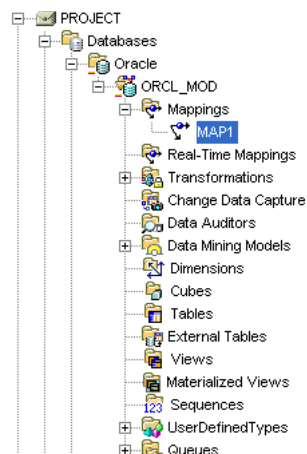 PROJECT
Databases
Oracle
ORCL_MOD
Mappings
MAP1
Real-Time Mappings
Transformations
Change Data Capture
Data Auditors
Data Mining Models
Dimensions
Cubes
Tables
External Tables
Views
Materialized Views
123 Sequences
UserDefinedTypes
Queues